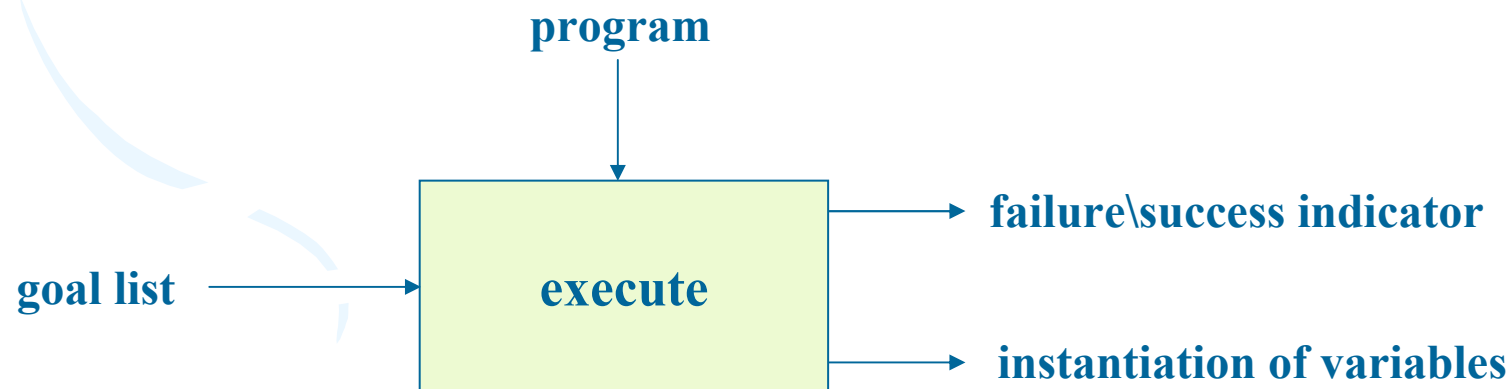 program
failure\success indicator
goal list
execute
instantiation of variables